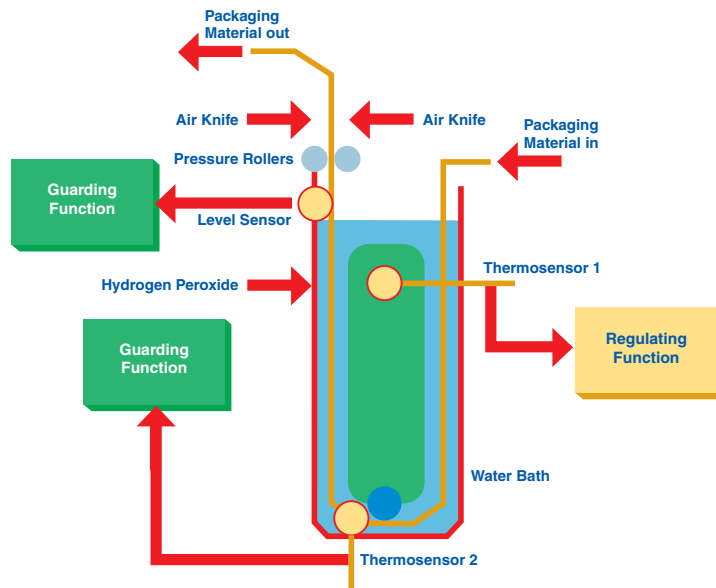 Packaging
Material out
Air Knife
Air Knife
Packaging
Material in
Pressure Rollers
Guarding
Function
Level Sensor
Thermosensor 1
Hydrogen Peroxide
Guarding
Function
Regulating
Function
Water Bath
Thermosensor 2